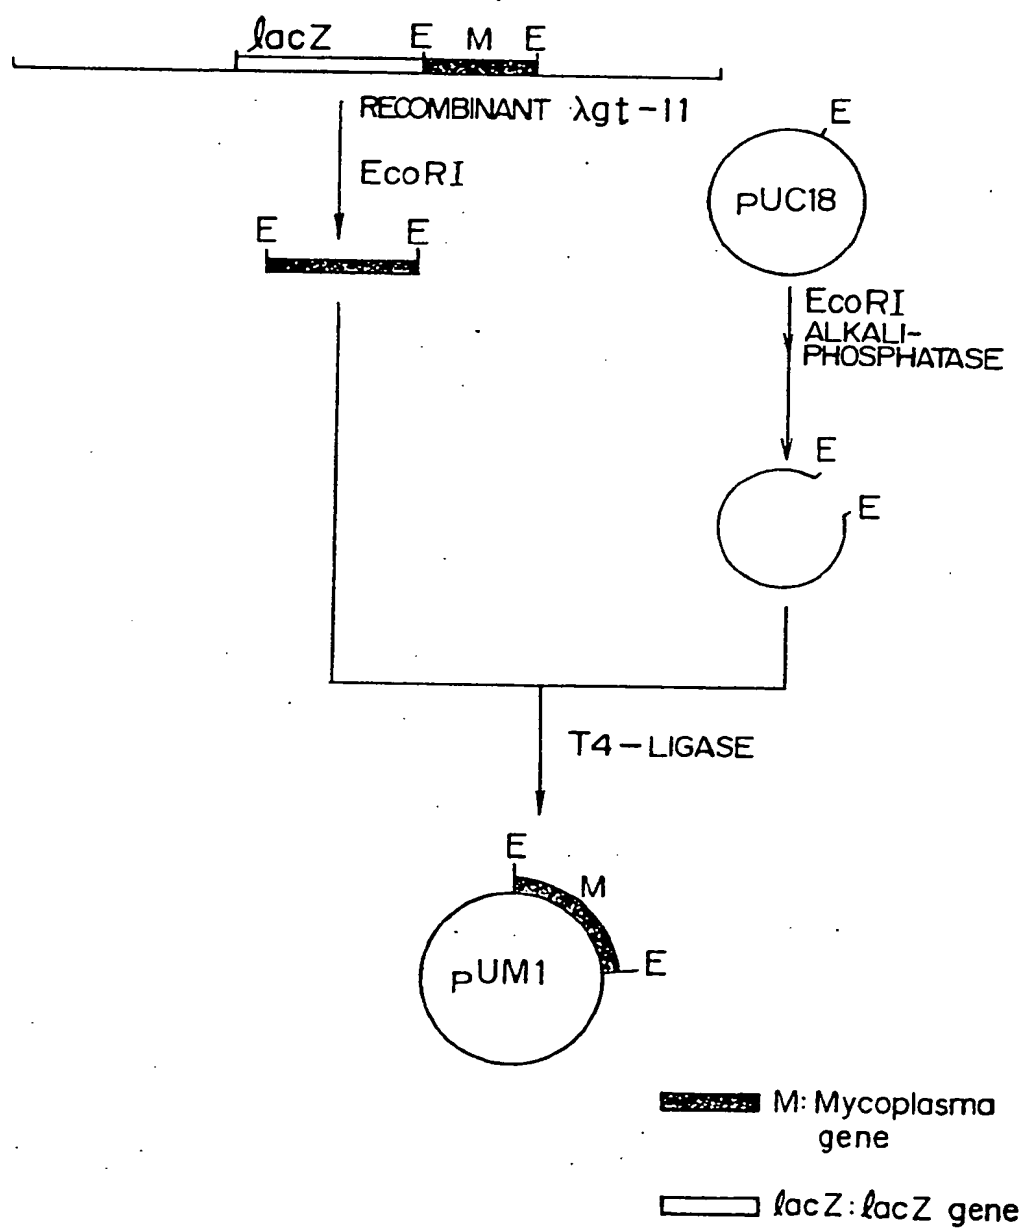 lacZ E M E
RECOMBINANT λgt-11
EcoRI
E E
E
pUC18
EcoRI
ALKALI-
PHOSPHATASE
E
E
T4-LIGASE
E
M
E
pUM1
M: Mycoplasma
gene
lacZ: lacZ gene